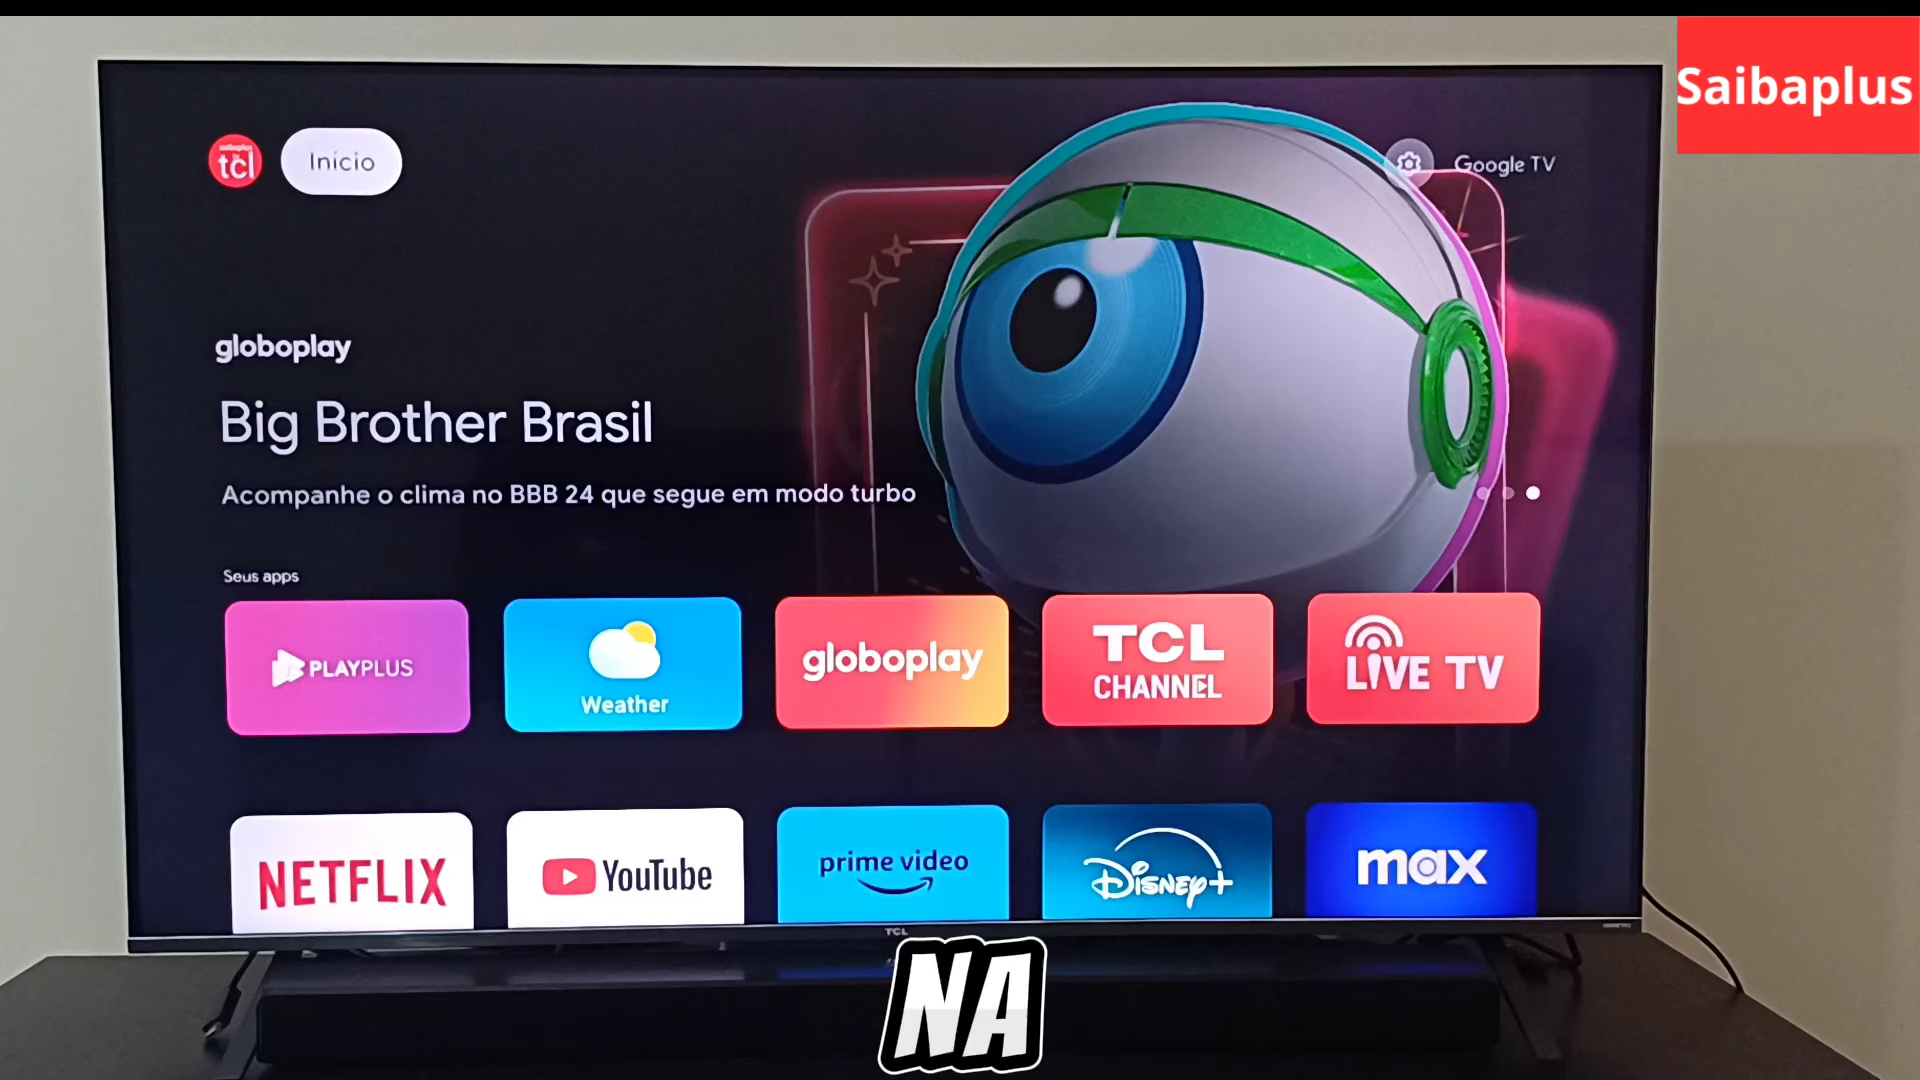 Saibaplus
tcl
Início
Google TV
globoplay
Big Brother Brasil
Acompanhe o clima no BBB 24 que segue em modo turbo
Seus apps
PLAYPLUS
Weather
globoplay
TCL
CHANNEL
LIVE TV
NETFLIX
YouTube
prime video
Disney+
max
TCL
NA